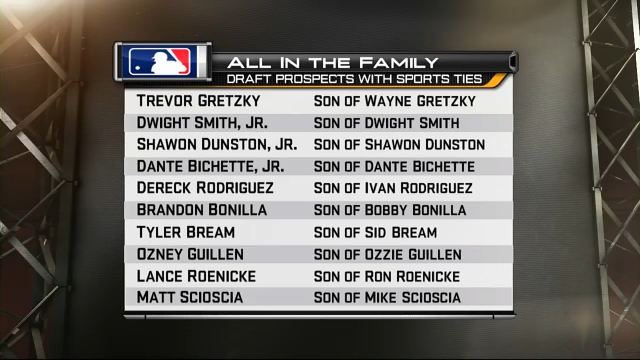 ALL IN THE FAMILY
DRAFT PROSPECTS WITH SPORTS TIES
TREVOR GRETZKY SON OF WAYNE GRETZKY
DWIGHT SMITH, JR. SON OF DWIGHT SMITH
SHAWON DUNSTON, JR. SON OF SHAWON DUNSTON
DANTE BICHETTE, JR. SON OF DANTE BICHETTE
DERECK RODRIGUEZ SON OF IVAN RODRIGUEZ
BRANDON BONILLA SON OF BOBBY BONILLA
TYLER BREAM SON OF SID BREAM
OZNEY GUILLEN SON OF OZZIE GUILLEN
LANCE ROENICKE SON OF RON ROENICKE
MATT SCIOSCIA SON OF MIKE SCIOSCIA